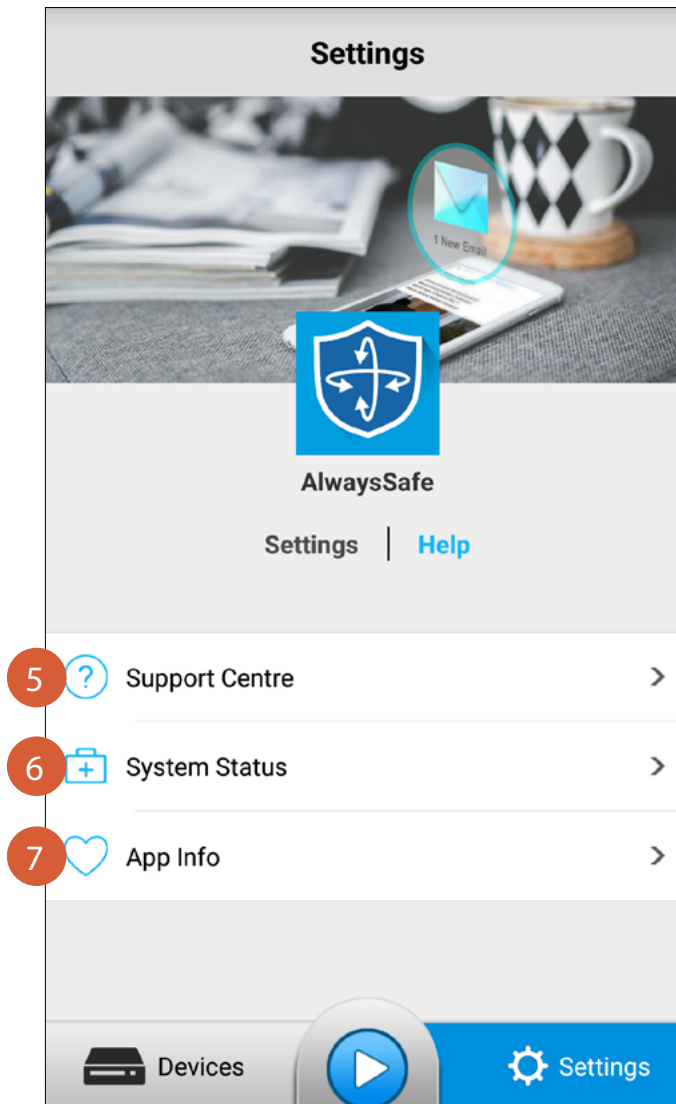 Settings
1 New Email
AlwaysSafe
Settings | Help
5 Support Centre
6 System Status
7 App Info
Devices
Settings